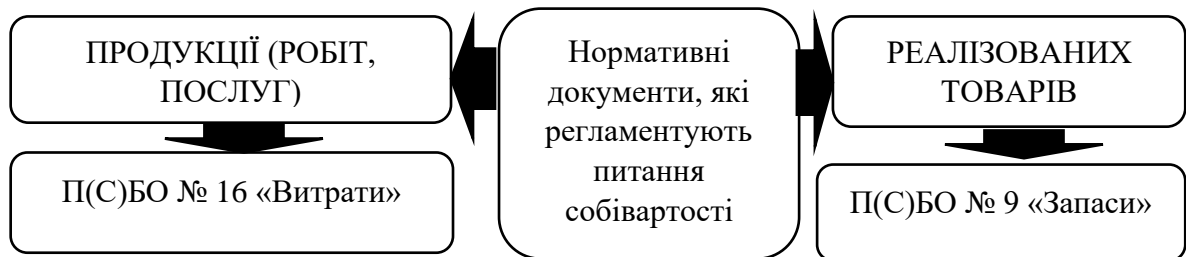 ПРОДУКЦІЇ (РОБІТ,
ПОСЛУГ)
П(С)БО № 16 «Витрати»
Нормативні
документи, які
регламентують
питання
собівартості
РЕАЛІЗОВАНИХ
ТОВАРІВ
П(С)БО № 9 «Запаси»